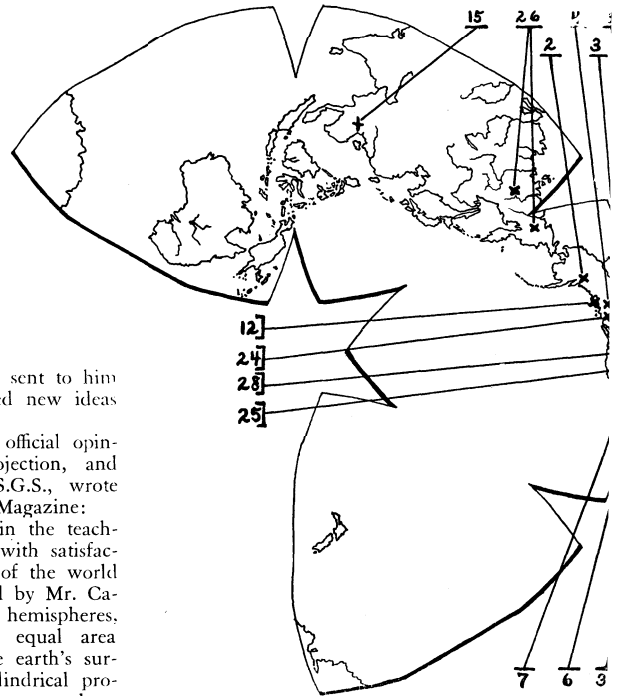 15
26
2
3
12
24
28
25
sent to him
ed new ideas
official opin-
ojection, and
S.G.S., wrote
Magazine:
in the teach-
with satisfac-
of the world
l by Mr. Ca-
hemispheres,
equal area
e earth's sur-
lindrical pro-
7
6
3